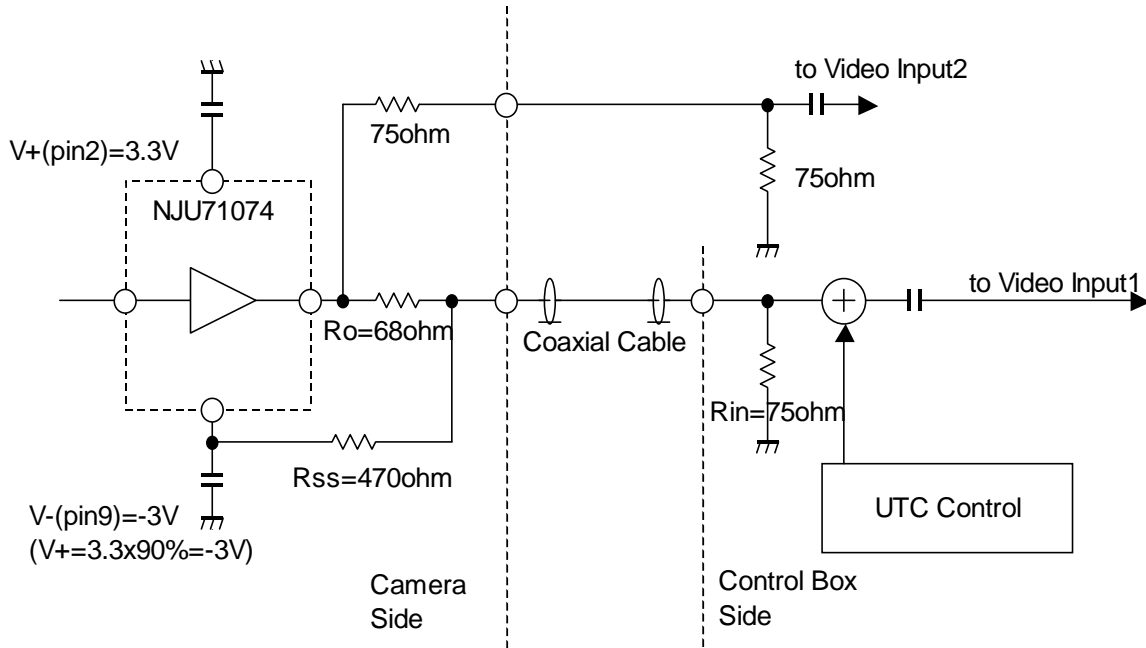 to Video Input2
75ohm
V+(pin2)=3.3V
75ohm
NJU71074
to Video Input1
Ro=68ohm
Coaxial Cable
Rin=75ohm
Rss=470ohm
UTC Control
V-(pin9)=-3V
(V+=3.3x90%=-3V)
Camera
Side
Control Box
Side